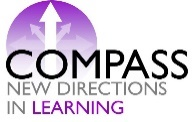 COMPASS
NEW DIRECTIONS
IN LEARNING